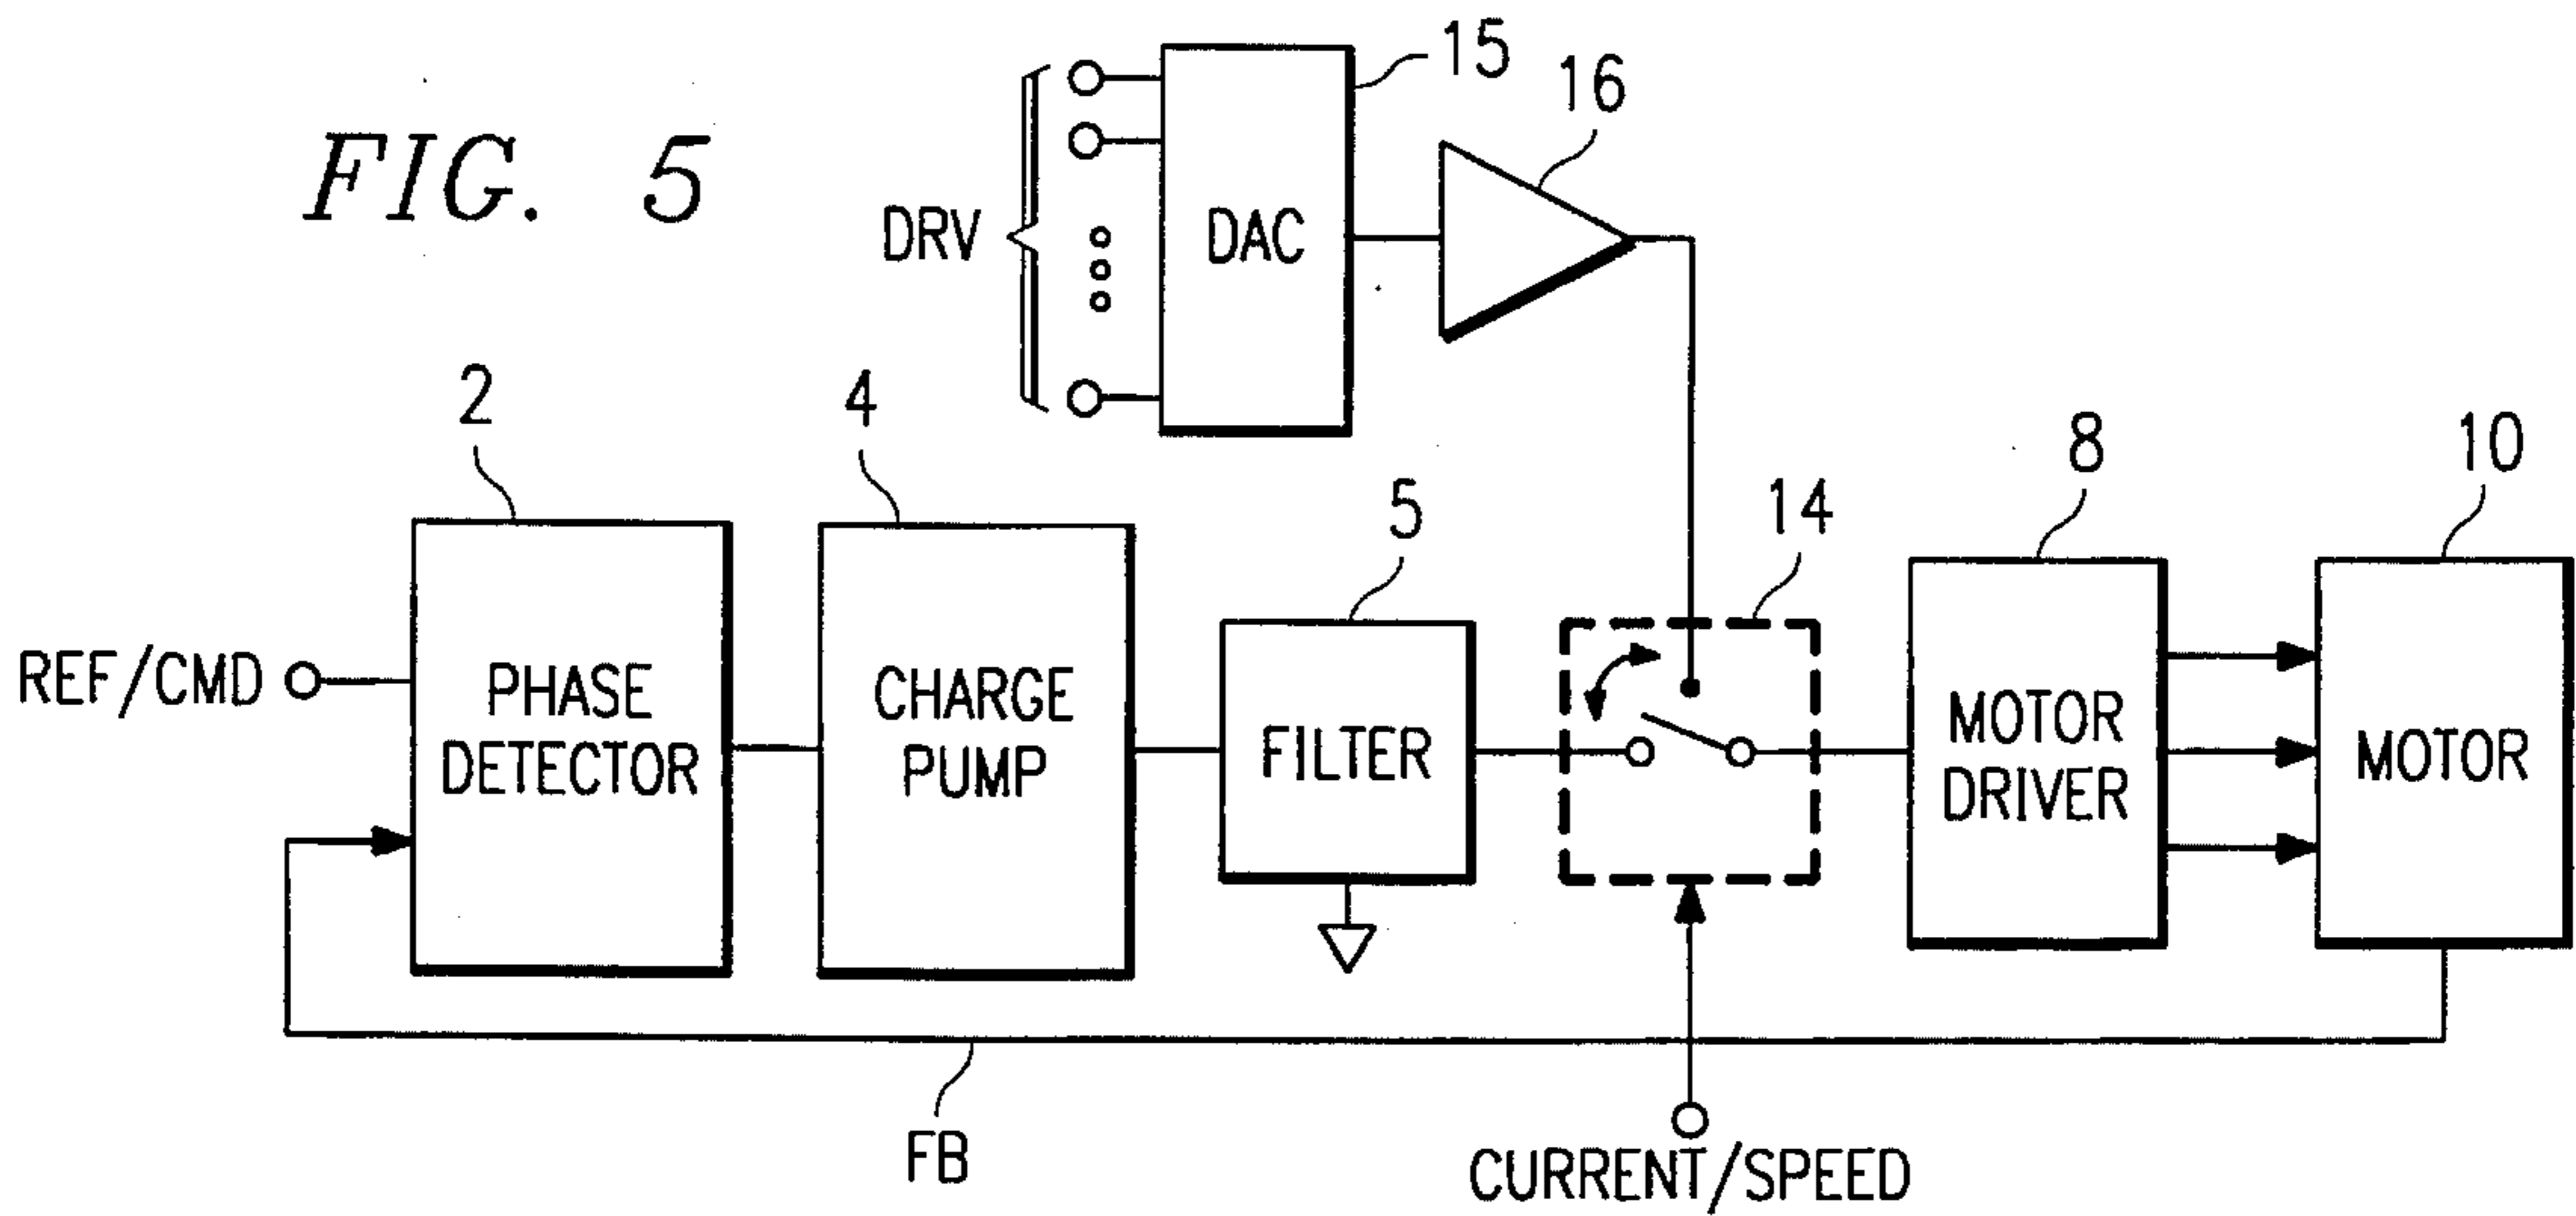 FIG. 5
15
16
DRV
DAC
2
4
5
14
8
10
REF/CMD
PHASE
DETECTOR
CHARGE
PUMP
FILTER
MOTOR
DRIVER
MOTOR
FB
CURRENT/SPEED